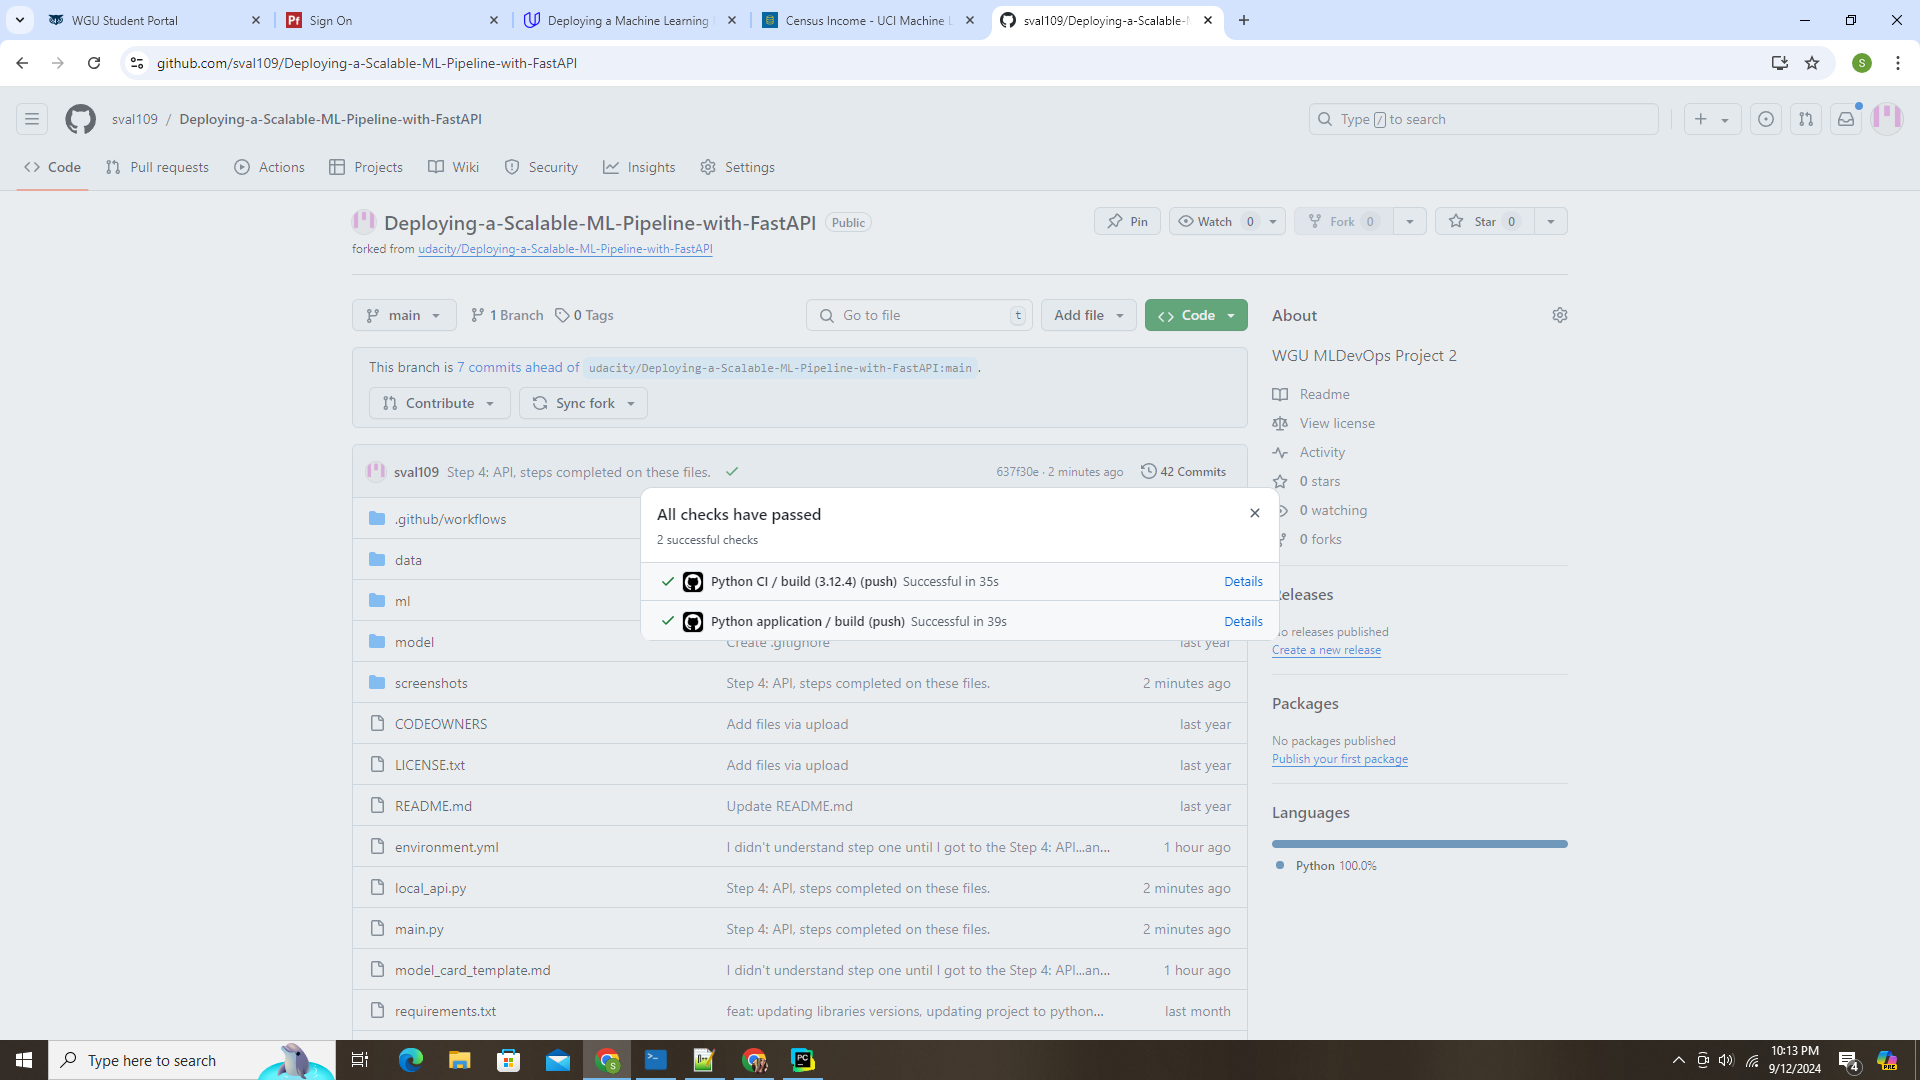 WGU Student Portal
Sign On
Deploying a Machine Learning
Census Income - UCI Machine L
sval109/Deploying-a-Scalable-M
github.com/sval109/Deploying-a-Scalable-ML-Pipeline-with-FastAPI
S
sval109 / Deploying-a-Scalable-ML-Pipeline-with-FastAPI
Type / to search
Code
Pull requests
Actions
Projects
Wiki
Security
Insights
Settings
Deploying-a-Scalable-ML-Pipeline-with-FastAPI Public
Pin
Watch 0
Fork 0
Star 0
forked from udacity/Deploying-a-Scalable-ML-Pipeline-with-FastAPI
main
1 Branch
0 Tags
Go to file t
Add file
Code
This branch is 7 commits ahead of udacity/Deploying-a-Scalable-ML-Pipeline-with-FastAPI:main .
Contribute
Sync fork
sval109 Step 4: API, steps completed on these files.
637f30e · 2 minutes ago
42 Commits
All checks have passed
2 successful checks
Python CI / build (3.12.4) (push) Successful in 35s Details
Python application / build (push) Successful in 39s Details
.github/workflows
data
ml
model Create .gitignore last year
screenshots Step 4: API, steps completed on these files. 2 minutes ago
CODEOWNERS Add files via upload last year
LICENSE.txt Add files via upload last year
README.md Update README.md last year
environment.yml I didn't understand step one until I got to the Step 4: API...an... 1 hour ago
local_api.py Step 4: API, steps completed on these files. 2 minutes ago
main.py Step 4: API, steps completed on these files. 2 minutes ago
model_card_template.md I didn't understand step one until I got to the Step 4: API...an... 1 hour ago
requirements.txt feat: updating libraries versions, updating project to python... last month
About
WGU MLDevOps Project 2
Readme
View license
Activity
0 stars
0 watching
0 forks
eleases
o releases published
Create a new release
Packages
No packages published
Publish your first package
Languages
Python 100.0%
Type here to search
10:13 PM
9/12/2024
4